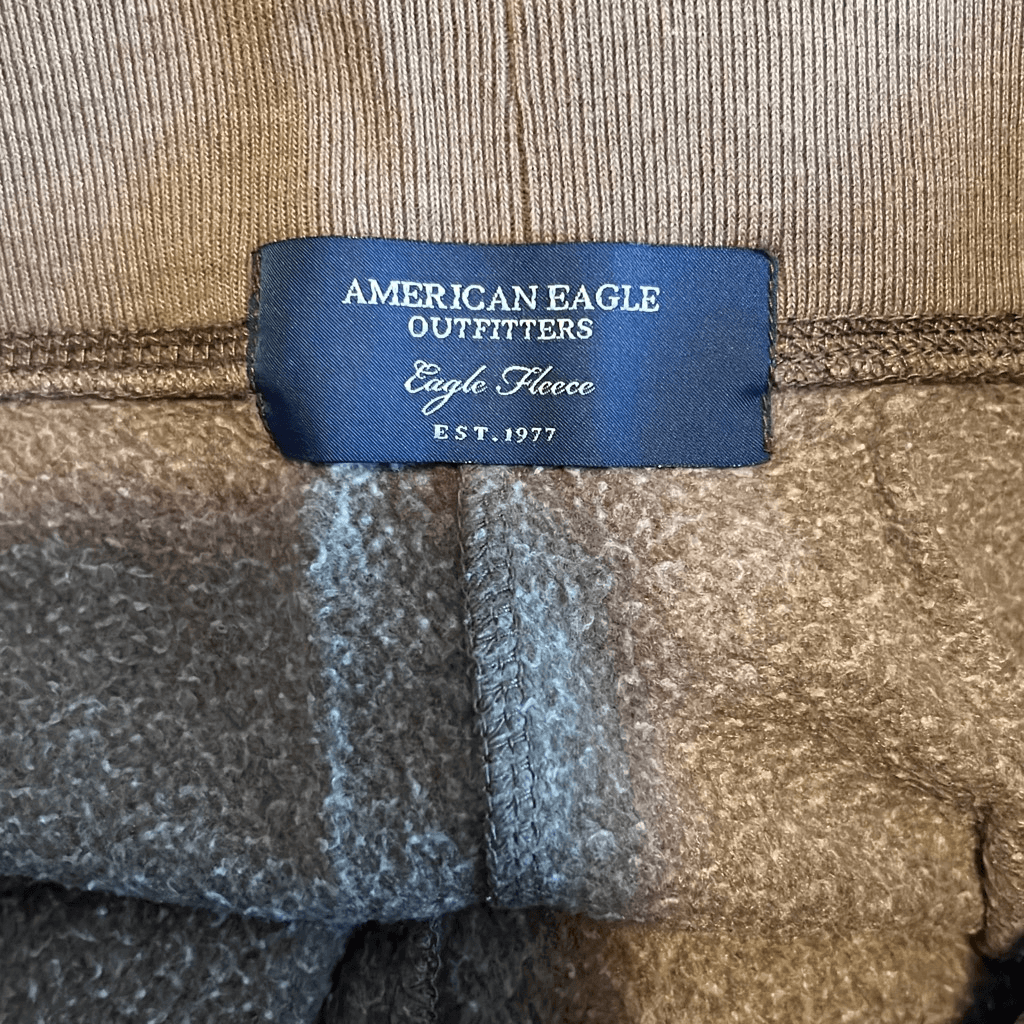 AMERICAN EAGLE
OUTFITTERS
Eagle Fleece
EST. 1977